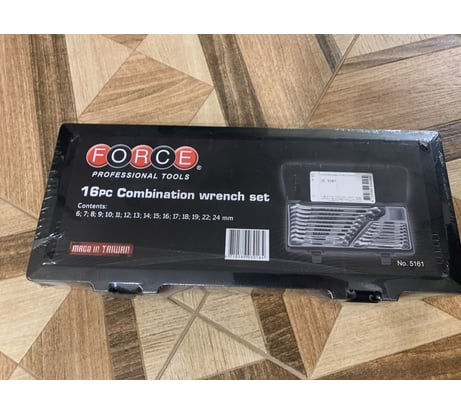 FORCE®
PROFESSIONAL TOOLS
16pc Combination wrench set
Contents:
6; 7; 8; 9; 10; 11; 12; 13; 14; 15; 16; 17; 18; 19; 22; 24 mm
MADE IN TAIWAN
No. 5161